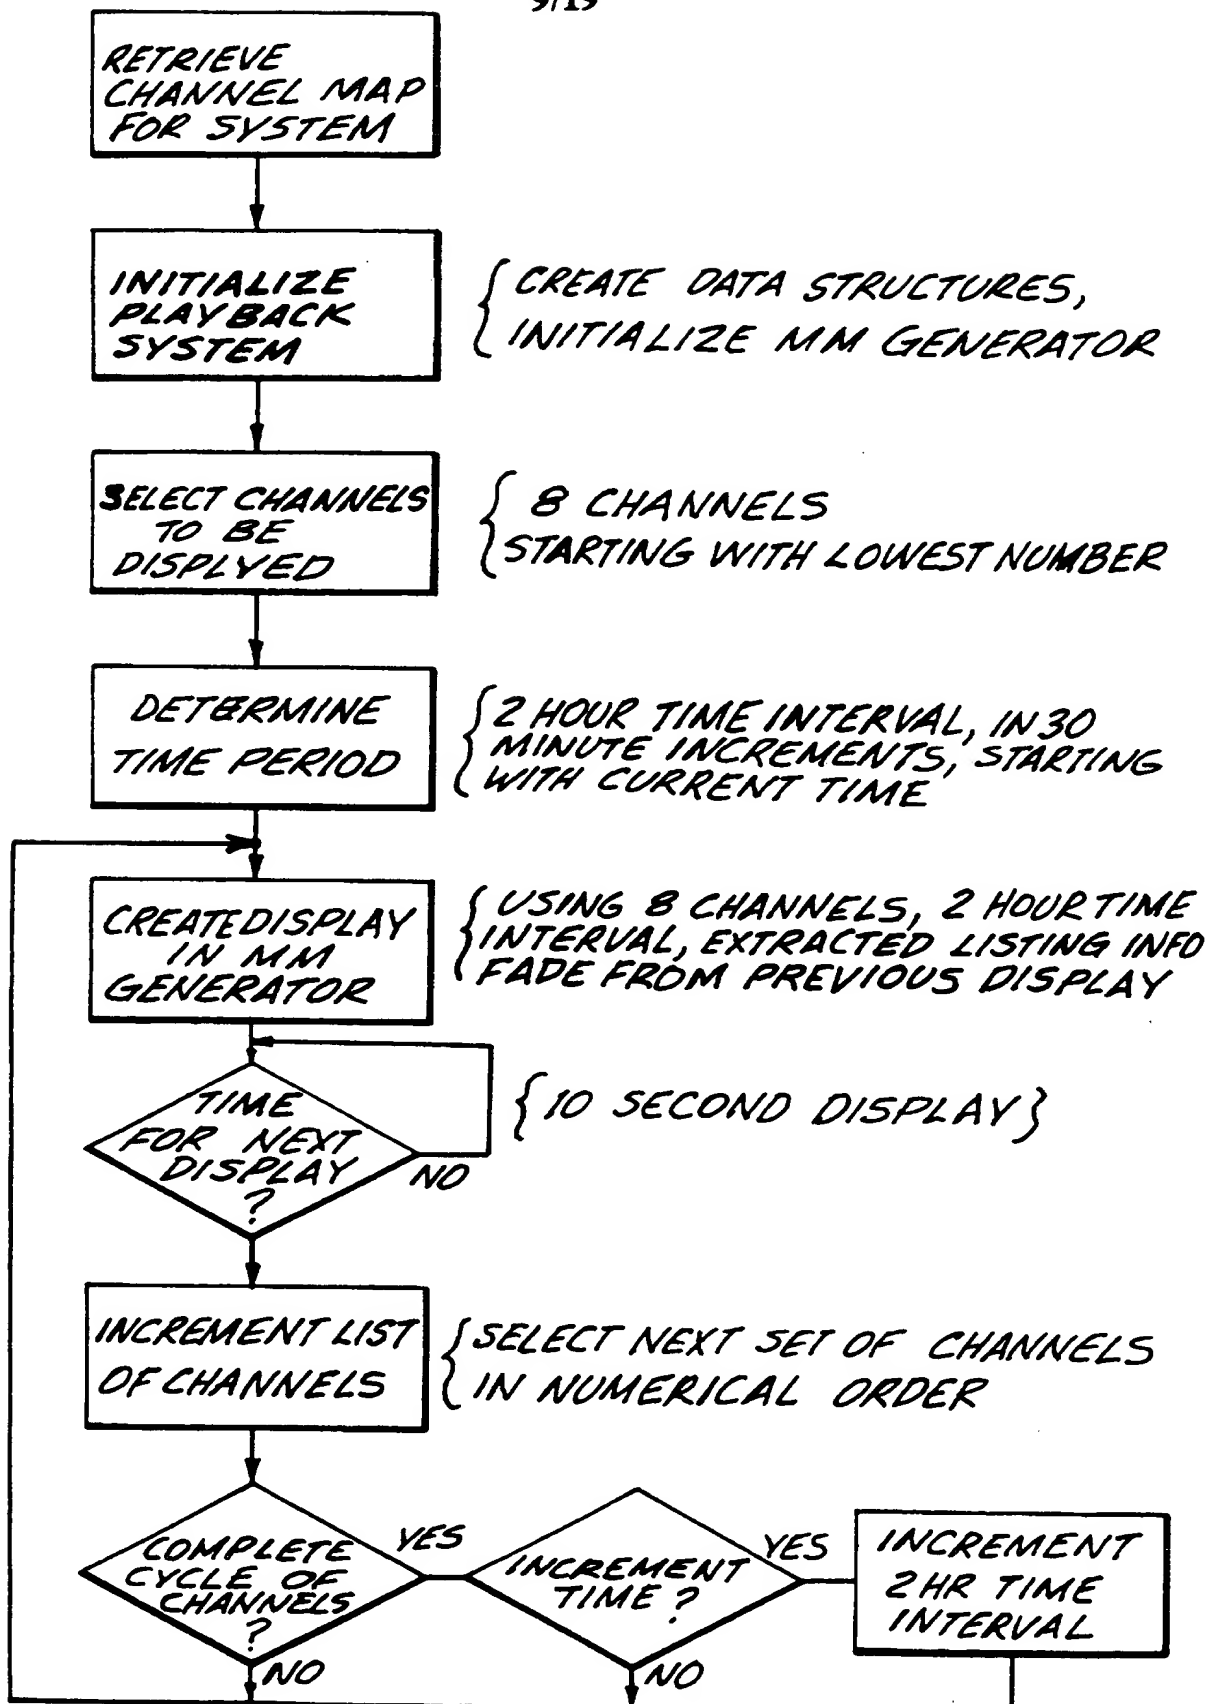 9/19
RETRIEVE
CHANNEL MAP
FOR SYSTEM
INITIALIZE
PLAYBACK
SYSTEM
{ CREATE DATA STRUCTURES,
INITIALIZE MM GENERATOR
SELECT CHANNELS
TO BE
DISPLYED
{ 8 CHANNELS
STARTING WITH LOWEST NUMBER
DETERMINE
TIME PERIOD
{ 2 HOUR TIME INTERVAL, IN 30
MINUTE INCREMENTS, STARTING
WITH CURRENT TIME
CREATE DISPLAY
IN MM
GENERATOR
{ USING 8 CHANNELS, 2 HOUR TIME
INTERVAL, EXTRACTED LISTING INFO
FADE FROM PREVIOUS DISPLAY
TIME
FOR NEXT
DISPLAY
?
NO
{ 10 SECOND DISPLAY }
INCREMENT LIST
OF CHANNELS
{ SELECT NEXT SET OF CHANNELS
IN NUMERICAL ORDER
COMPLETE
CYCLE OF
CHANNELS
?
YES
NO
INCREMENT
TIME ?
YES
NO
INCREMENT
2 HR TIME
INTERVAL